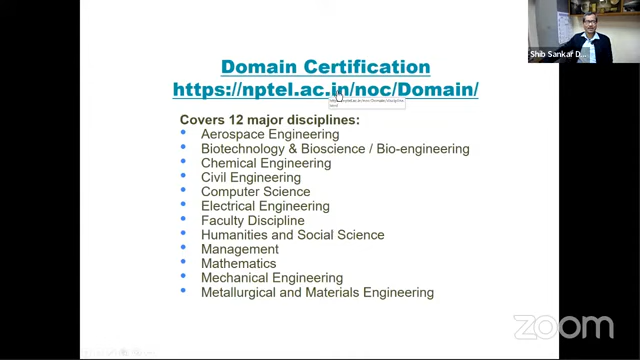 Domain Certification
https://nptel.ac.in/noc/Domain/
Covers 12 major disciplines:
Aerospace Engineering
Biotechnology & Bioscience / Bio-engineering
Chemical Engineering
Civil Engineering
Computer Science
Electrical Engineering
Faculty Discipline
Humanities and Social Science
Management
Mathematics
Mechanical Engineering
Metallurgical and Materials Engineering
Shib Sankar D...
zoom